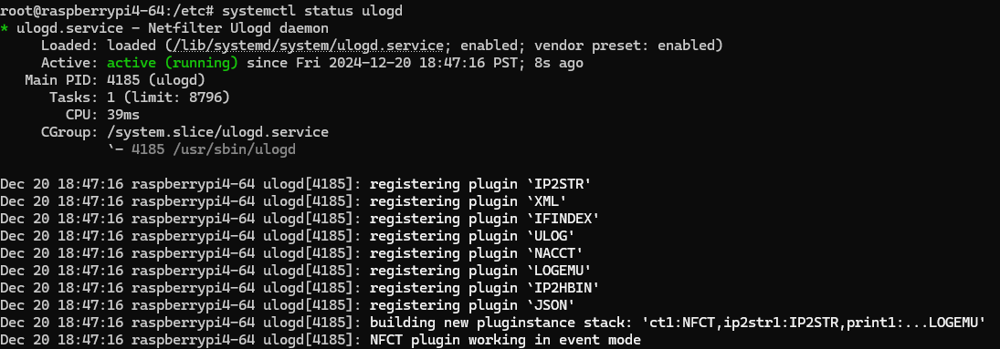 root@raspberrypi4-64:/etc# systemctl status ulogd
* ulogd.service - Netfilter Ulogd daemon
Loaded: loaded (/lib/systemd/system/ulogd.service; enabled; vendor preset: enabled)
Active: active (running) since Fri 2024-12-20 18:47:16 PST; 8s ago
Main PID: 4185 (ulogd)
Tasks: 1 (limit: 8796)
CPU: 39ms
CGroup: /system.slice/ulogd.service
`- 4185 /usr/sbin/ulogd
Dec 20 18:47:16 raspberrypi4-64 ulogd[4185]: registering plugin `IP2STR'
Dec 20 18:47:16 raspberrypi4-64 ulogd[4185]: registering plugin `XML'
Dec 20 18:47:16 raspberrypi4-64 ulogd[4185]: registering plugin `IFINDEX'
Dec 20 18:47:16 raspberrypi4-64 ulogd[4185]: registering plugin `ULOG'
Dec 20 18:47:16 raspberrypi4-64 ulogd[4185]: registering plugin `NACCT'
Dec 20 18:47:16 raspberrypi4-64 ulogd[4185]: registering plugin `LOGEMU'
Dec 20 18:47:16 raspberrypi4-64 ulogd[4185]: registering plugin `IP2HBIN'
Dec 20 18:47:16 raspberrypi4-64 ulogd[4185]: registering plugin `JSON'
Dec 20 18:47:16 raspberrypi4-64 ulogd[4185]: building new pluginstance stack: 'ct1:NFCT,ip2str1:IP2STR,print1:...LOGEMU'
Dec 20 18:47:16 raspberrypi4-64 ulogd[4185]: NFCT plugin working in event mode